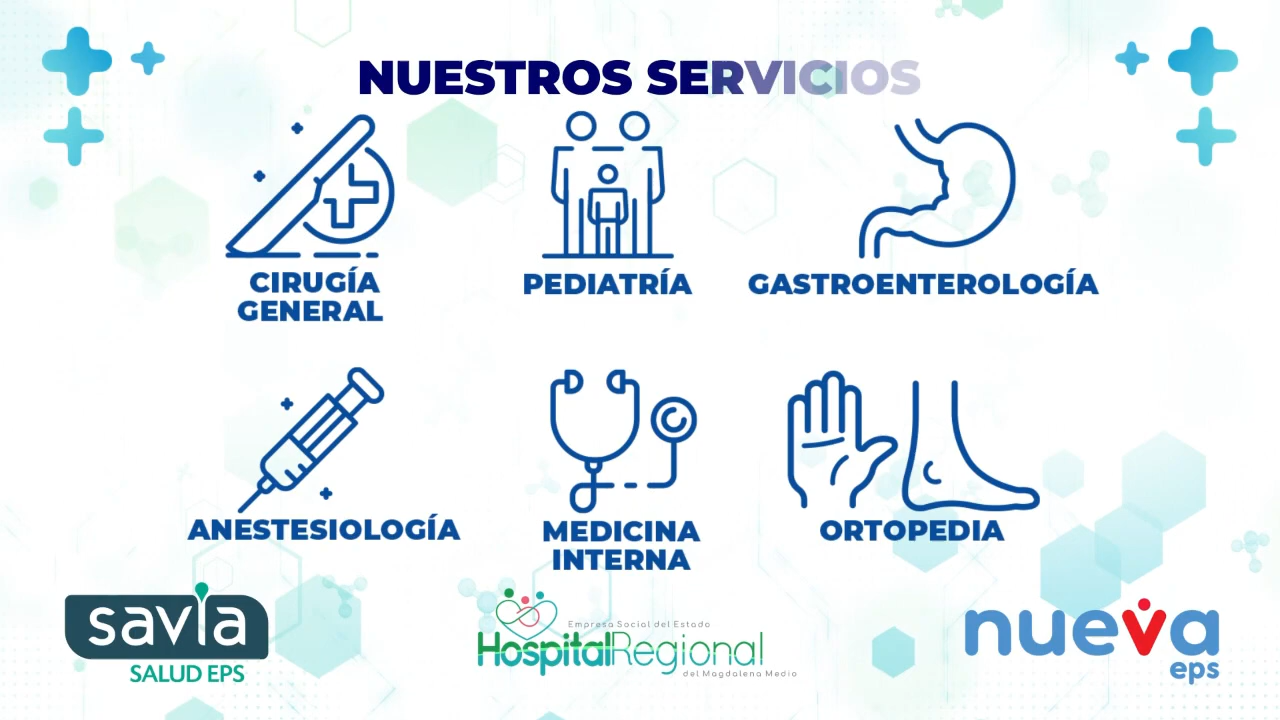 NUESTROS SERVICIOS
CIRUGÍA
GENERAL
PEDIATRÍA
GASTROENTEROLOGÍA
ANESTESIOLOGÍA
MEDICINA
INTERNA
ORTOPEDIA
savia
SALUD EPS
Empresa Social del Estado
HospitalRegional
del Magdalena Medio
nueva
eps